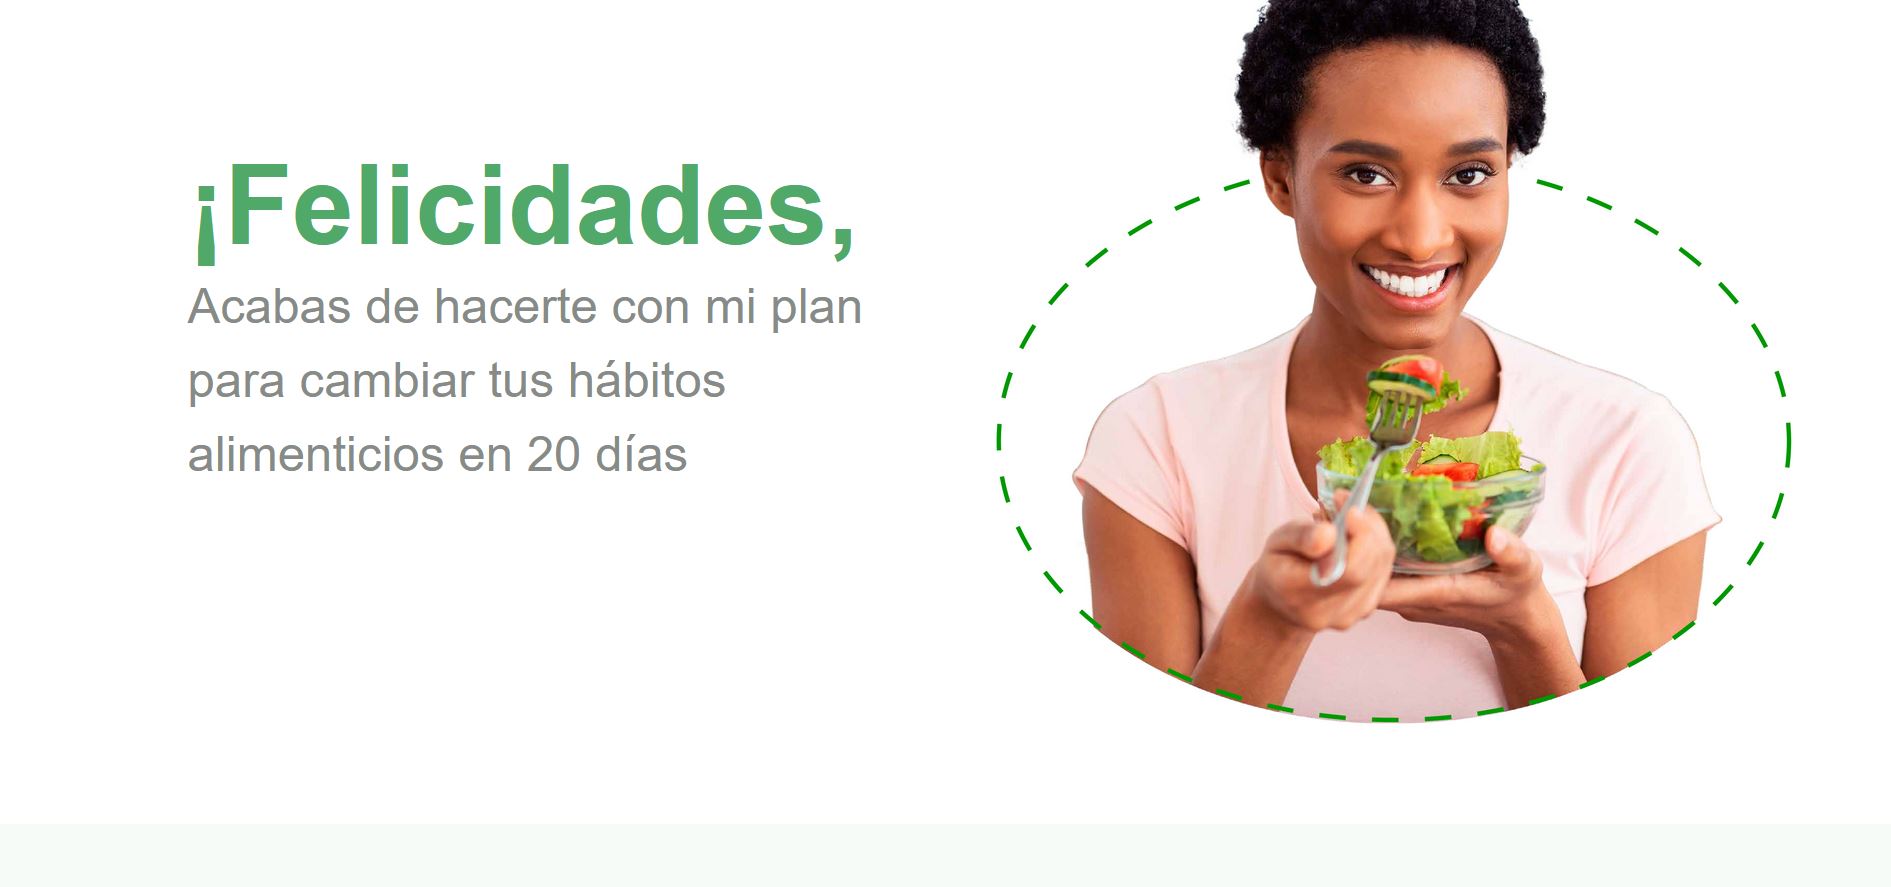 ¡Felicidades,
Acabas de hacerte con mi plan
para cambiar tus hábitos
alimenticios en 20 días